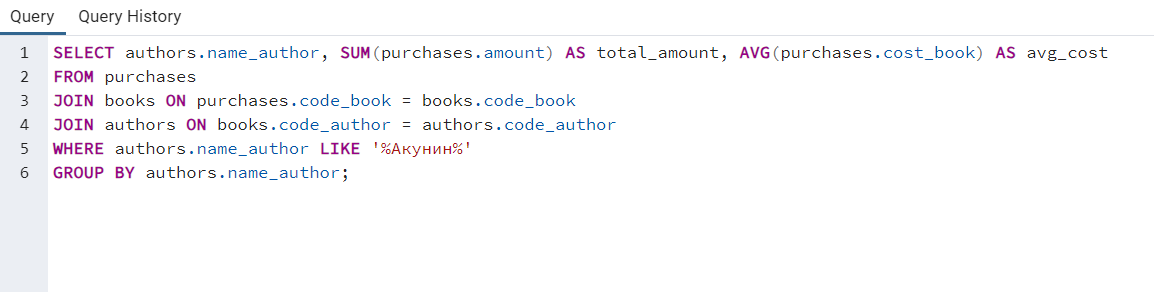 Query Query History
1 SELECT authors.name_author, SUM(purchases.amount) AS total_amount, AVG(purchases.cost_book) AS avg_cost
2 FROM purchases
3 JOIN books ON purchases.code_book = books.code_book
4 JOIN authors ON books.code_author = authors.code_author
5 WHERE authors.name_author LIKE '%Акунин%'
6 GROUP BY authors.name_author;